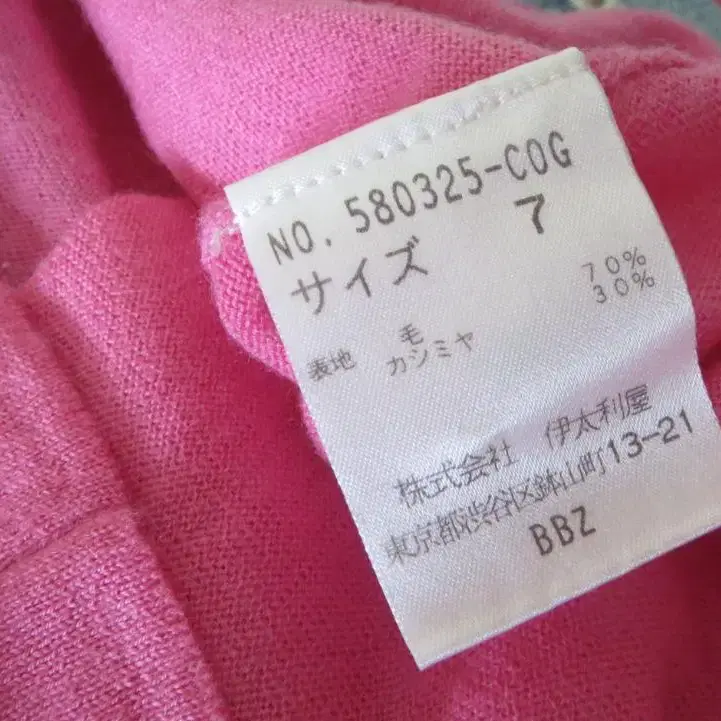 NO. 580325-COG
サイズ 7
表地 毛 70%
カシミヤ 30%
株式会社 伊太利屋
東京都渋谷区鉢山町13-21
BBZ